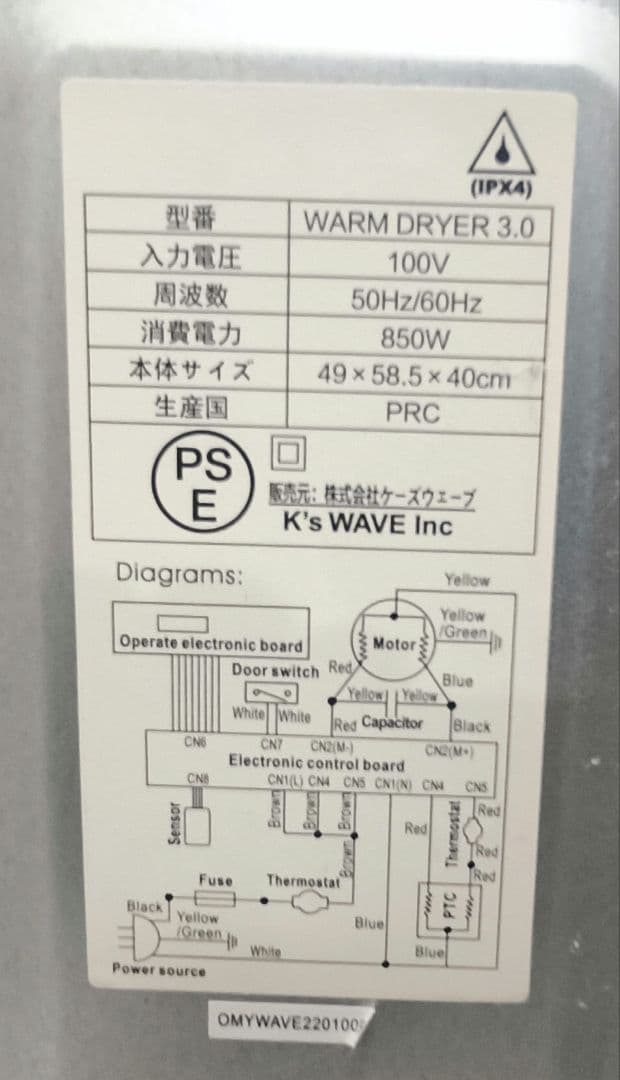 (IPX4)
型番 WARM DRYER 3.0
入力電圧 100V
周波数 50Hz/60Hz
消費電力 850W
本体サイズ 49×58.5×40cm
生産国 PRC
PS
E
販売元: 株式会社ケーズウェーブ
K's WAVE Inc
Diagrams:
Yellow
Yellow
/Green
Operate electronic board
Motor
Door switch Red
Blue
Yellow Yellow
White White
Red Capacitor Black
CN6 CN7 CN2(M-) CN2(M+)
Electronic control board
CN8 CN1(L) CN4 CN5 CN1(N) CN4 CN5
Sensor
Brown Brown Brown
Red
Thermostat
Red
Red
Brown
Red
Fuse Thermostat
PTC
Black
Yellow
/Green
Blue
White
Blue
Power source
OMYWAVE220100